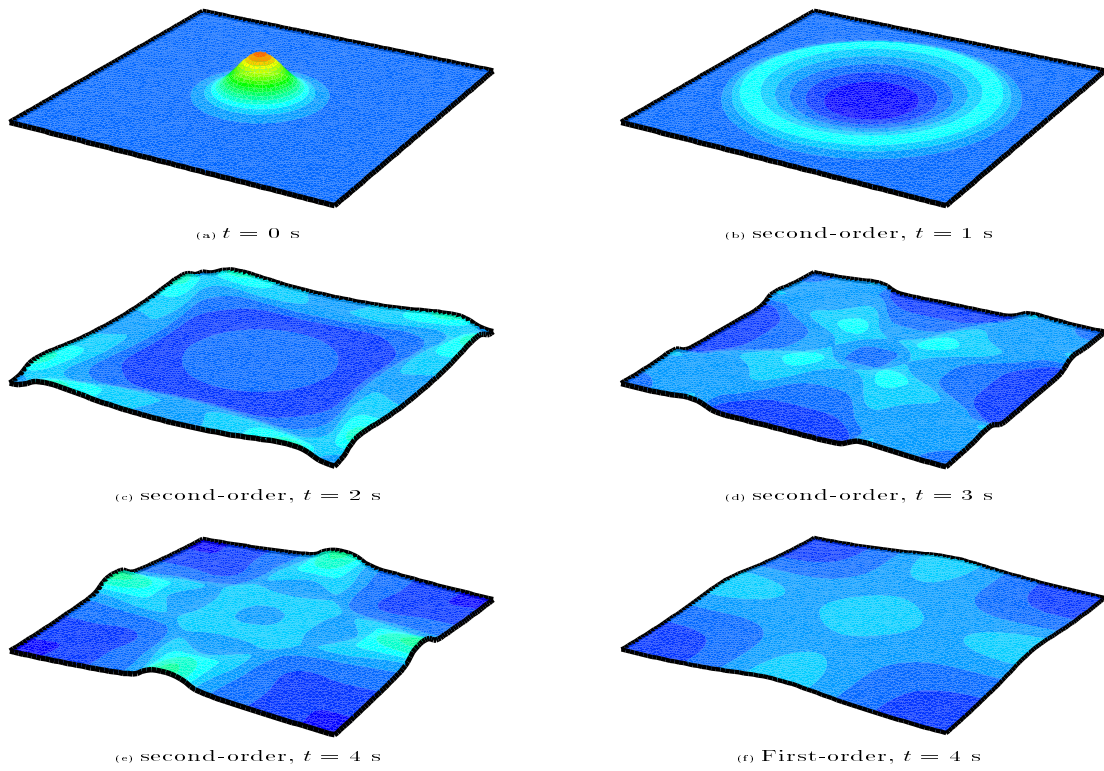 (a) t = 0 s
(b) second-order, t = 1 s
(c) second-order, t = 2 s
(d) second-order, t = 3 s
(e) second-order, t = 4 s
(f) First-order, t = 4 s